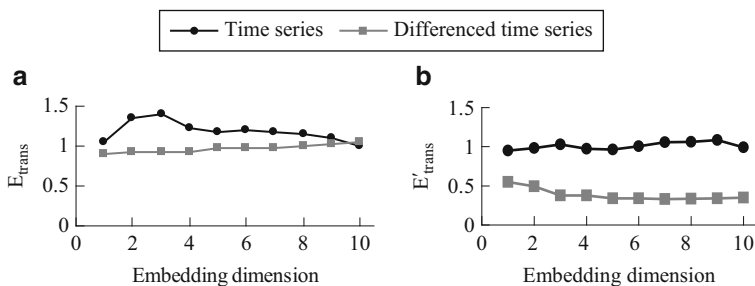 Time series Differenced time series
a
b
1.5
1
0.5
0
E_trans
0 2 4 6 8 10
Embedding dimension
1.5
1
0.5
0
E′_trans
0 2 4 6 8 10
Embedding dimension